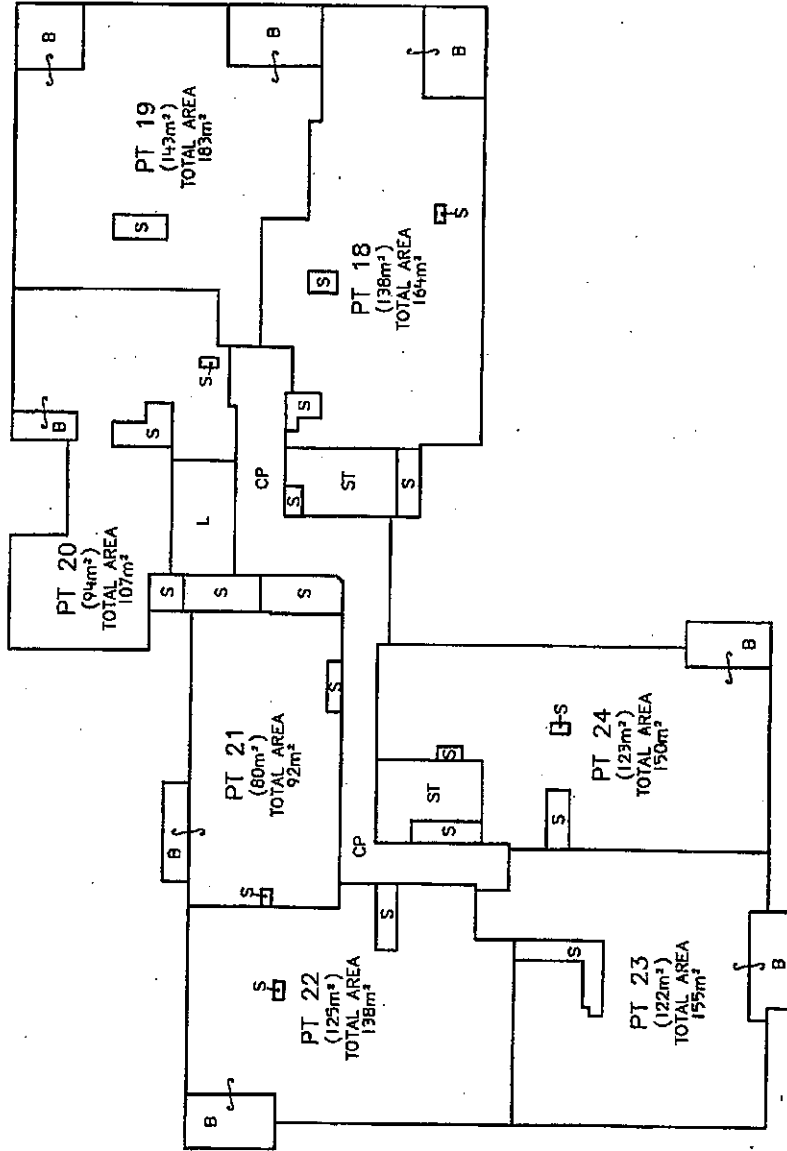 B
B
B
PT 19
(143m²)
TOTAL AREA
183m²
S
S
S
PT 18
(138m²)
TOTAL AREA
164m²
B
S
S
S
L
CP
S
ST
S
PT 20
(94m²)
TOTAL AREA
107m²
S
S
S
PT 21
(80m²)
TOTAL AREA
92m²
S
B
S
CP
ST
S
S
S
S
PT 24
(123m²)
TOTAL AREA
150m²
B
S
S
PT 22
(125m²)
TOTAL AREA
138m²
B
S
PT 23
(122m²)
TOTAL AREA
155m²
B